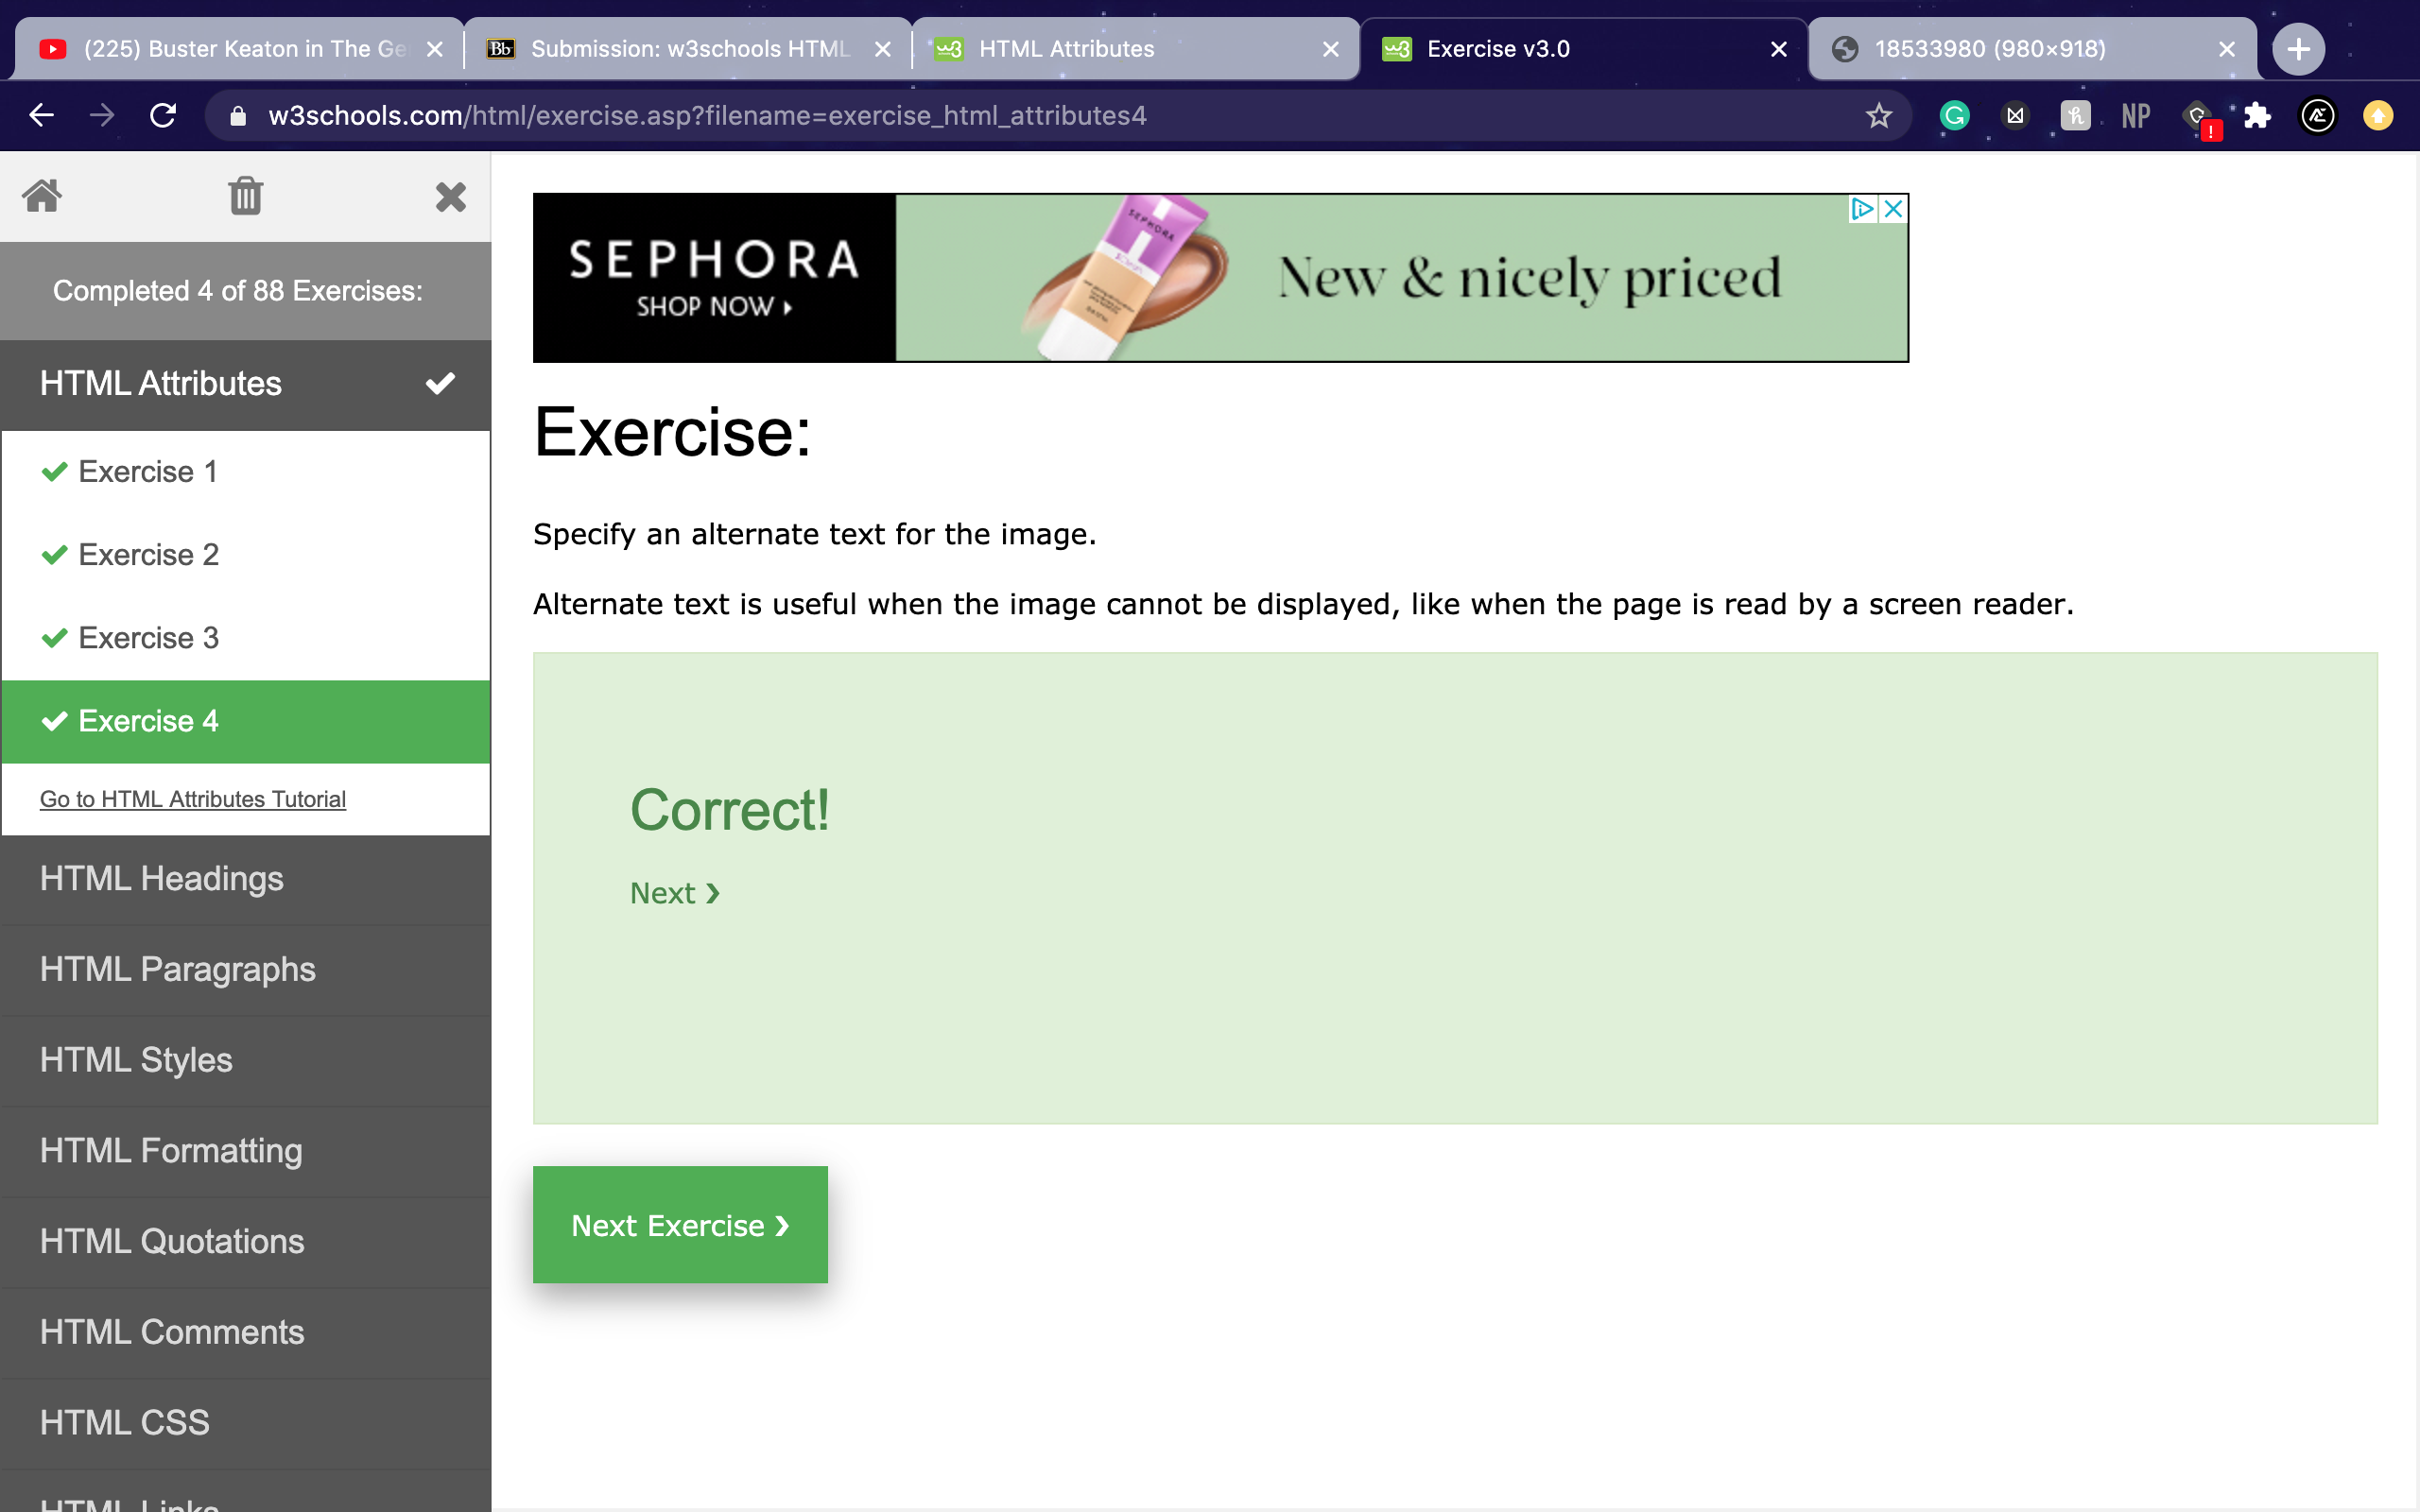 (225) Buster Keaton in The Ge
Submission: w3schools HTML
HTML Attributes
Exercise v3.0
18533980 (980×918)
w3schools.com/html/exercise.asp?filename=exercise_html_attributes4
NP
Completed 4 of 88 Exercises:
HTML Attributes
Exercise 1
Exercise 2
Exercise 3
Exercise 4
Go to HTML Attributes Tutorial
HTML Headings
HTML Paragraphs
HTML Styles
HTML Formatting
HTML Quotations
HTML Comments
HTML CSS
HTML Links
SEPHORA
SHOP NOW
SEPHORA
New & nicely priced
Exercise:
Specify an alternate text for the image.
Alternate text is useful when the image cannot be displayed, like when the page is read by a screen reader.
Correct!
Next ❯
Next Exercise ❯